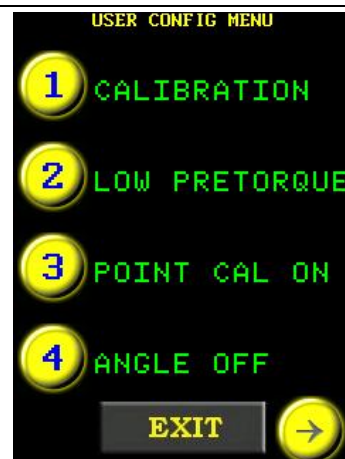 USER CONFIG MENU
1 CALIBRATION
2 LOW PRETORQUE
3 POINT CAL ON
4 ANGLE OFF
EXIT →